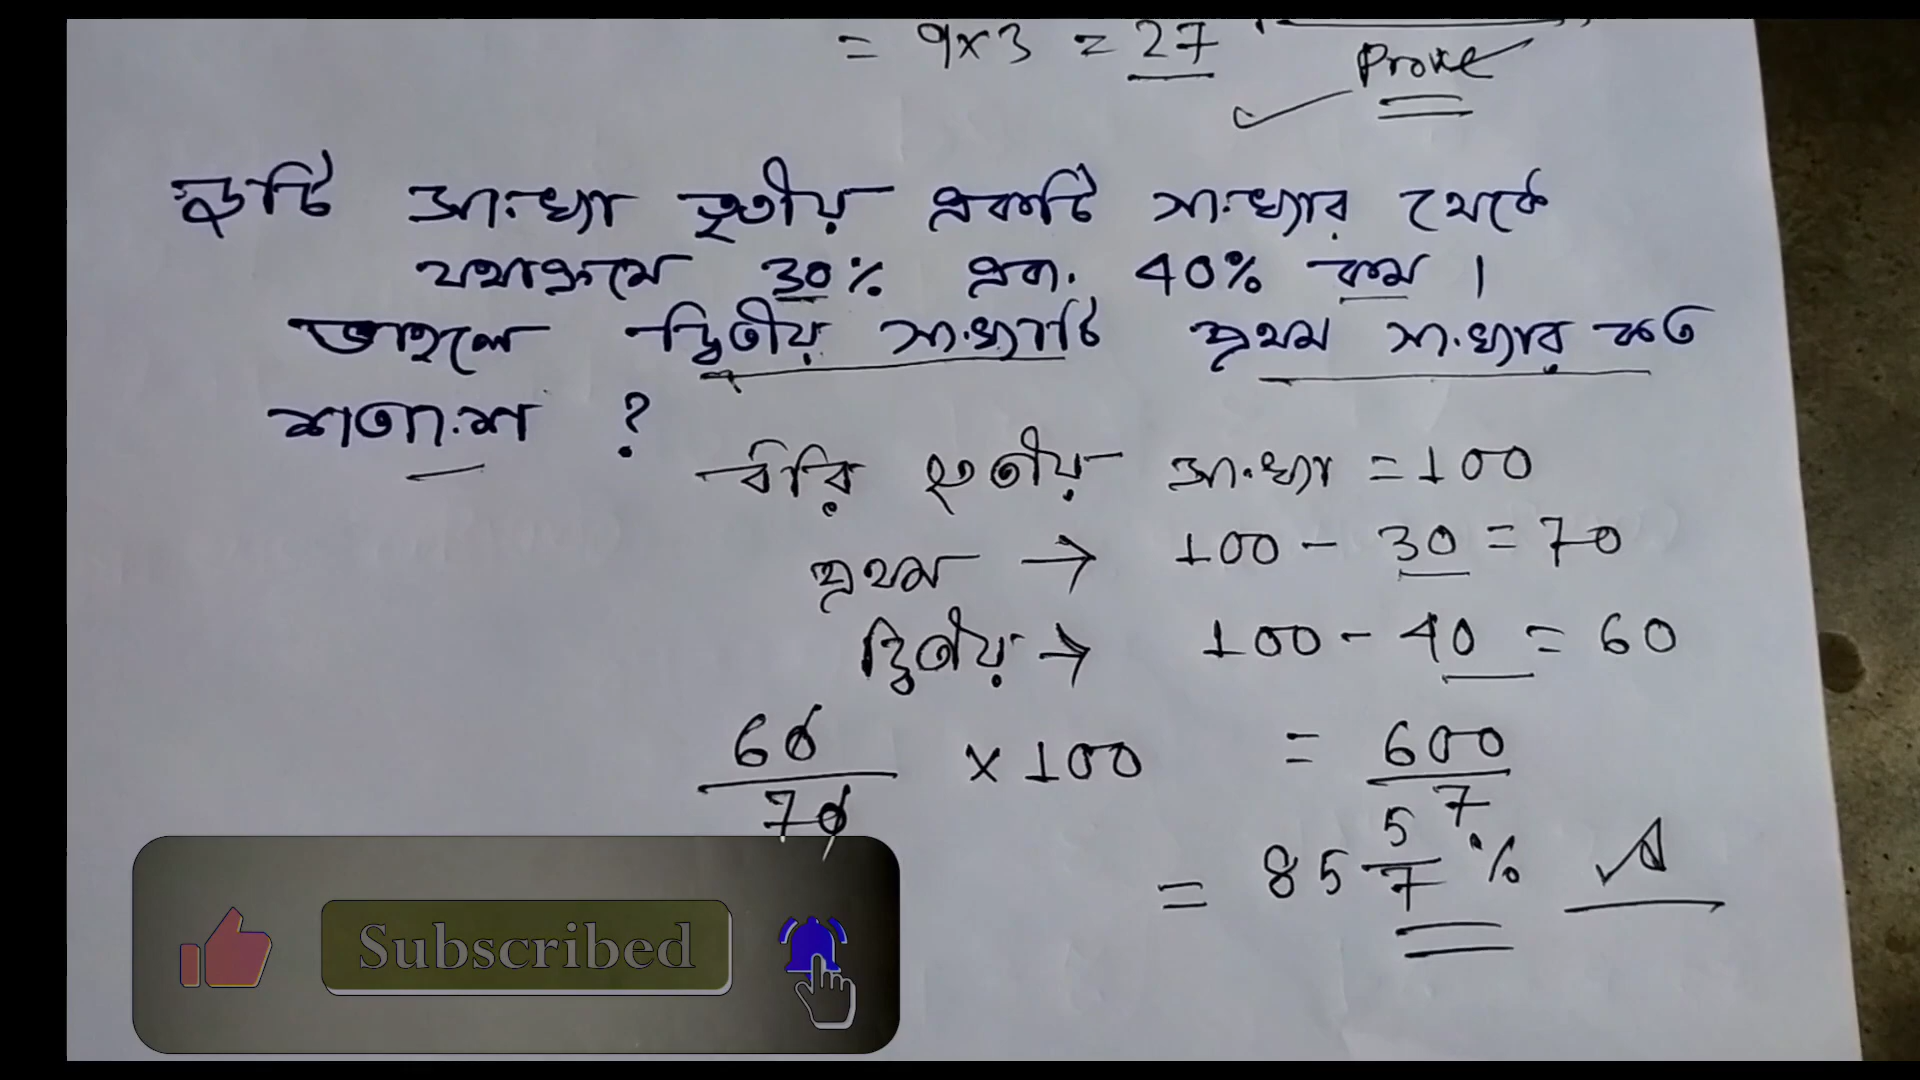 = 9×3 = 27
Prove
দুটি সংখ্যা তৃতীয় একটি সংখ্যার থেকে
যথাক্রমে 30% এবং 40% কম ।
তাহলে দ্বিতীয় সংখ্যাটি প্রথম সংখ্যার কত
শতাংশ ?
ধরি তৃতীয় সংখ্যা = 100
প্রথম → 100 - 30 = 70
দ্বিতীয় → 100 - 40 = 60
60/70 × 100 = 600/7
= 85 5/7 %
Subscribed